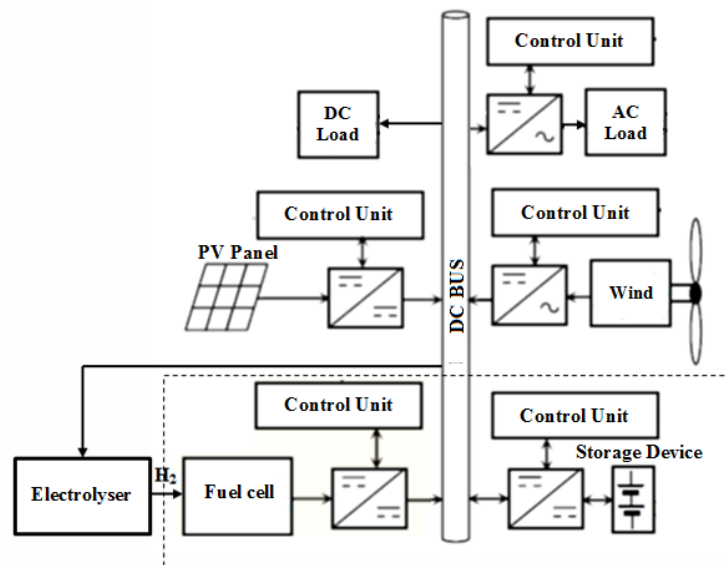 Control Unit
DC
Load
AC
Load
Control Unit
Control Unit
PV Panel
DC BUS
Wind
Control Unit
Control Unit
Storage Device
Electrolyser
H₂
Fuel cell